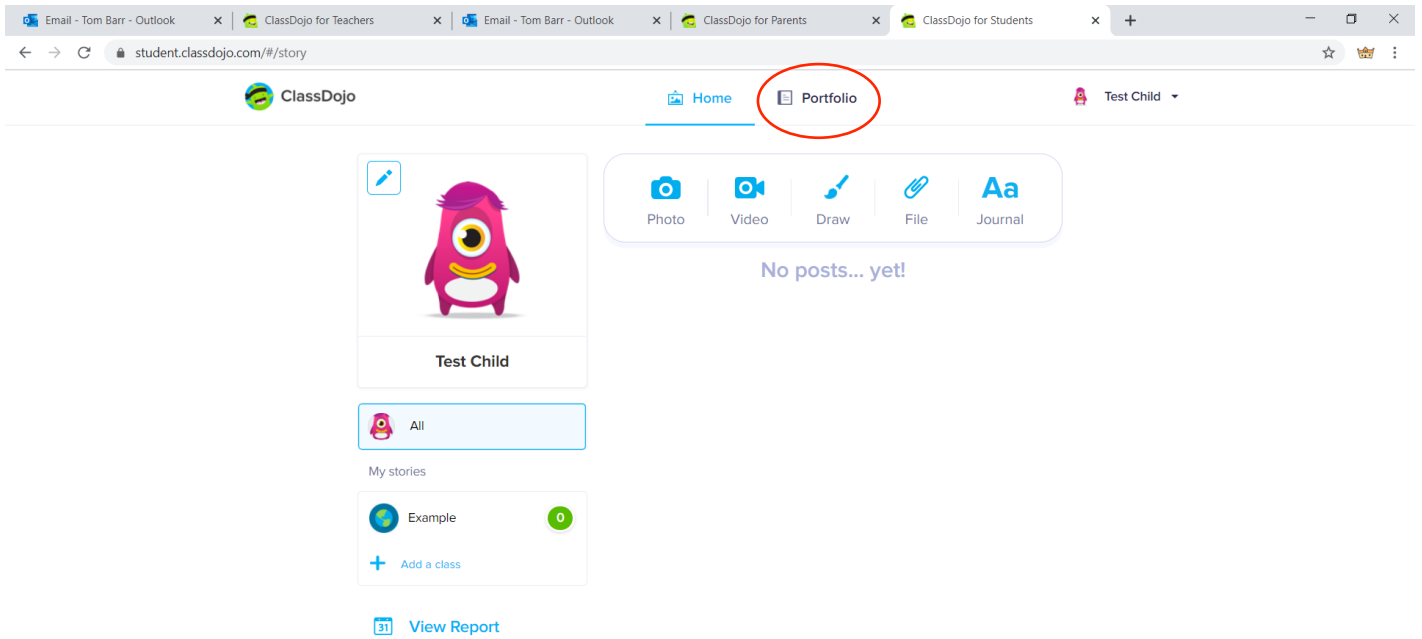 Email - Tom Barr - Outlook
ClassDojo for Teachers
Email - Tom Barr - Outlook
ClassDojo for Parents
ClassDojo for Students
student.classdojo.com/#/story
ClassDojo
Home
Portfolio
Test Child
Photo
Video
Draw
File
Aa
Journal
No posts... yet!
Test Child
All
My stories
Example
0
Add a class
31
View Report